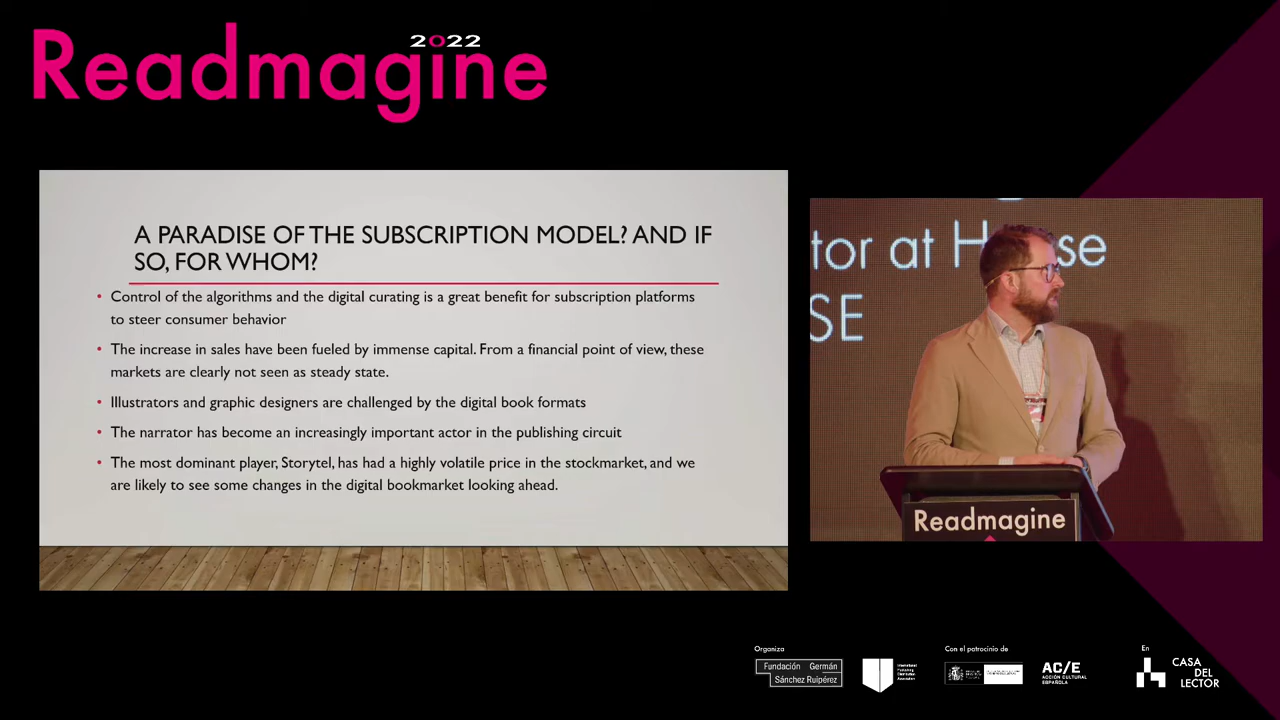 2022
Readmagine
A PARADISE OF THE SUBSCRIPTION MODEL? AND IF
SO, FOR WHOM?
• Control of the algorithms and the digital curating is a great benefit for subscription platforms
to steer consumer behavior
• The increase in sales have been fueled by immense capital. From a financial point of view, these
markets are clearly not seen as steady state.
• Illustrators and graphic designers are challenged by the digital book formats
• The narrator has become an increasingly important actor in the publishing circuit
• The most dominant player, Storytel, has had a highly volatile price in the stockmarket, and we
are likely to see some changes in the digital bookmarket looking ahead.
tor at H se
SE
Readmagine
Organiza
Fundación Germán
Sánchez Ruipérez
International
Publishing
Distribution
Association
Con el patrocinio de
AC/E
ACCIÓN CULTURAL
ESPAÑOLA
En
CASA
DEL
LECTOR